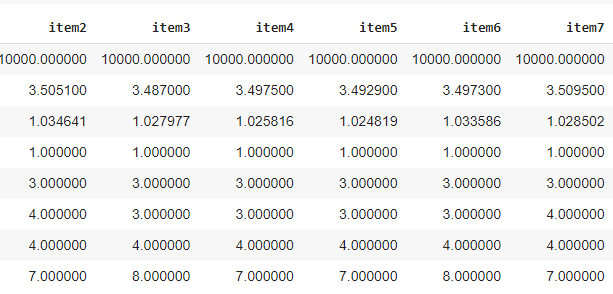 item2 item3 item4 item5 item6 item7
10000.000000 10000.000000 10000.000000 10000.000000 10000.000000 10000.000000
3.505100 3.487000 3.497500 3.492900 3.497300 3.509500
1.034641 1.027977 1.025816 1.024819 1.033586 1.028502
1.000000 1.000000 1.000000 1.000000 1.000000 1.000000
3.000000 3.000000 3.000000 3.000000 3.000000 3.000000
4.000000 3.000000 3.000000 3.000000 3.000000 4.000000
4.000000 4.000000 4.000000 4.000000 4.000000 4.000000
7.000000 8.000000 7.000000 7.000000 8.000000 7.000000